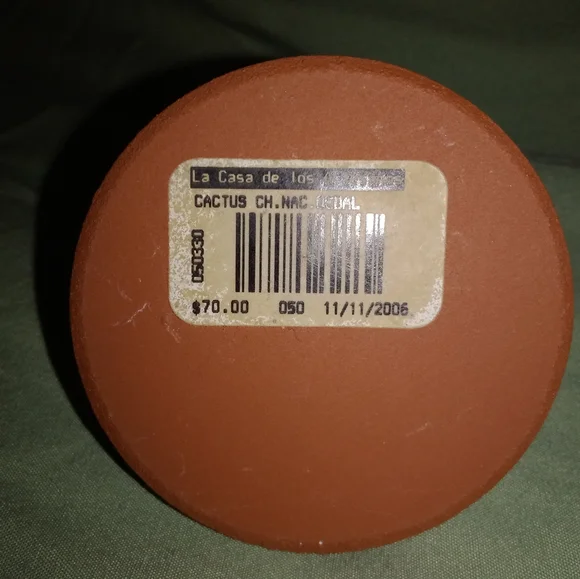 La Casa de los
CACTUS CH.NAC
050330
$70.00 050 11/11/2006